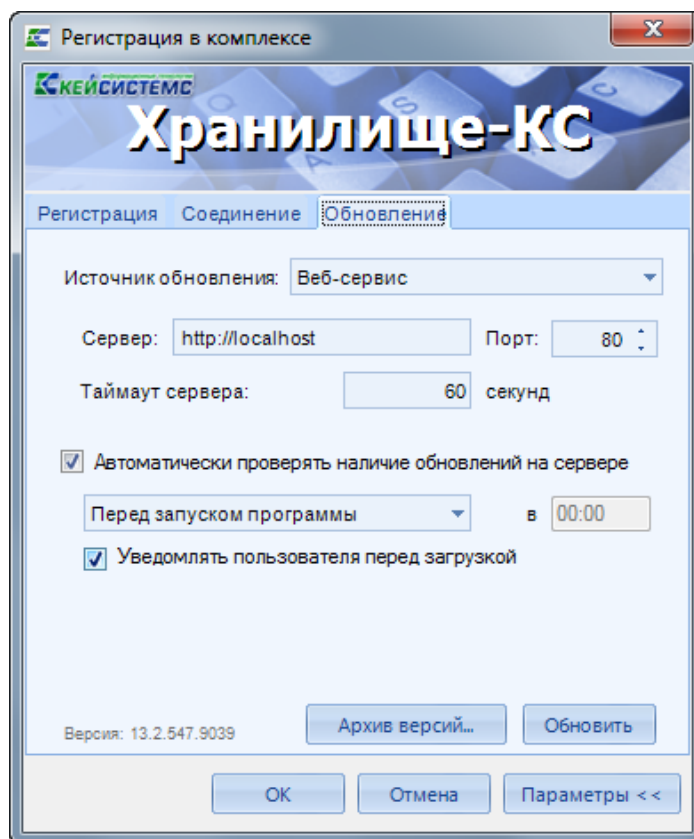 Регистрация в комплексе
КЕЙСИСТЕМС
Хранилище-КС
Регистрация Соединение Обновление
Источник обновления: Веб-сервис
Сервер: http://localhost Порт: 80
Таймаут сервера: 60 секунд
Автоматически проверять наличие обновлений на сервере
Перед запуском программы в 00:00
Уведомлять пользователя перед загрузкой
Версия: 13.2.547.9039 Архив версий... Обновить
ОК Отмена Параметры <<